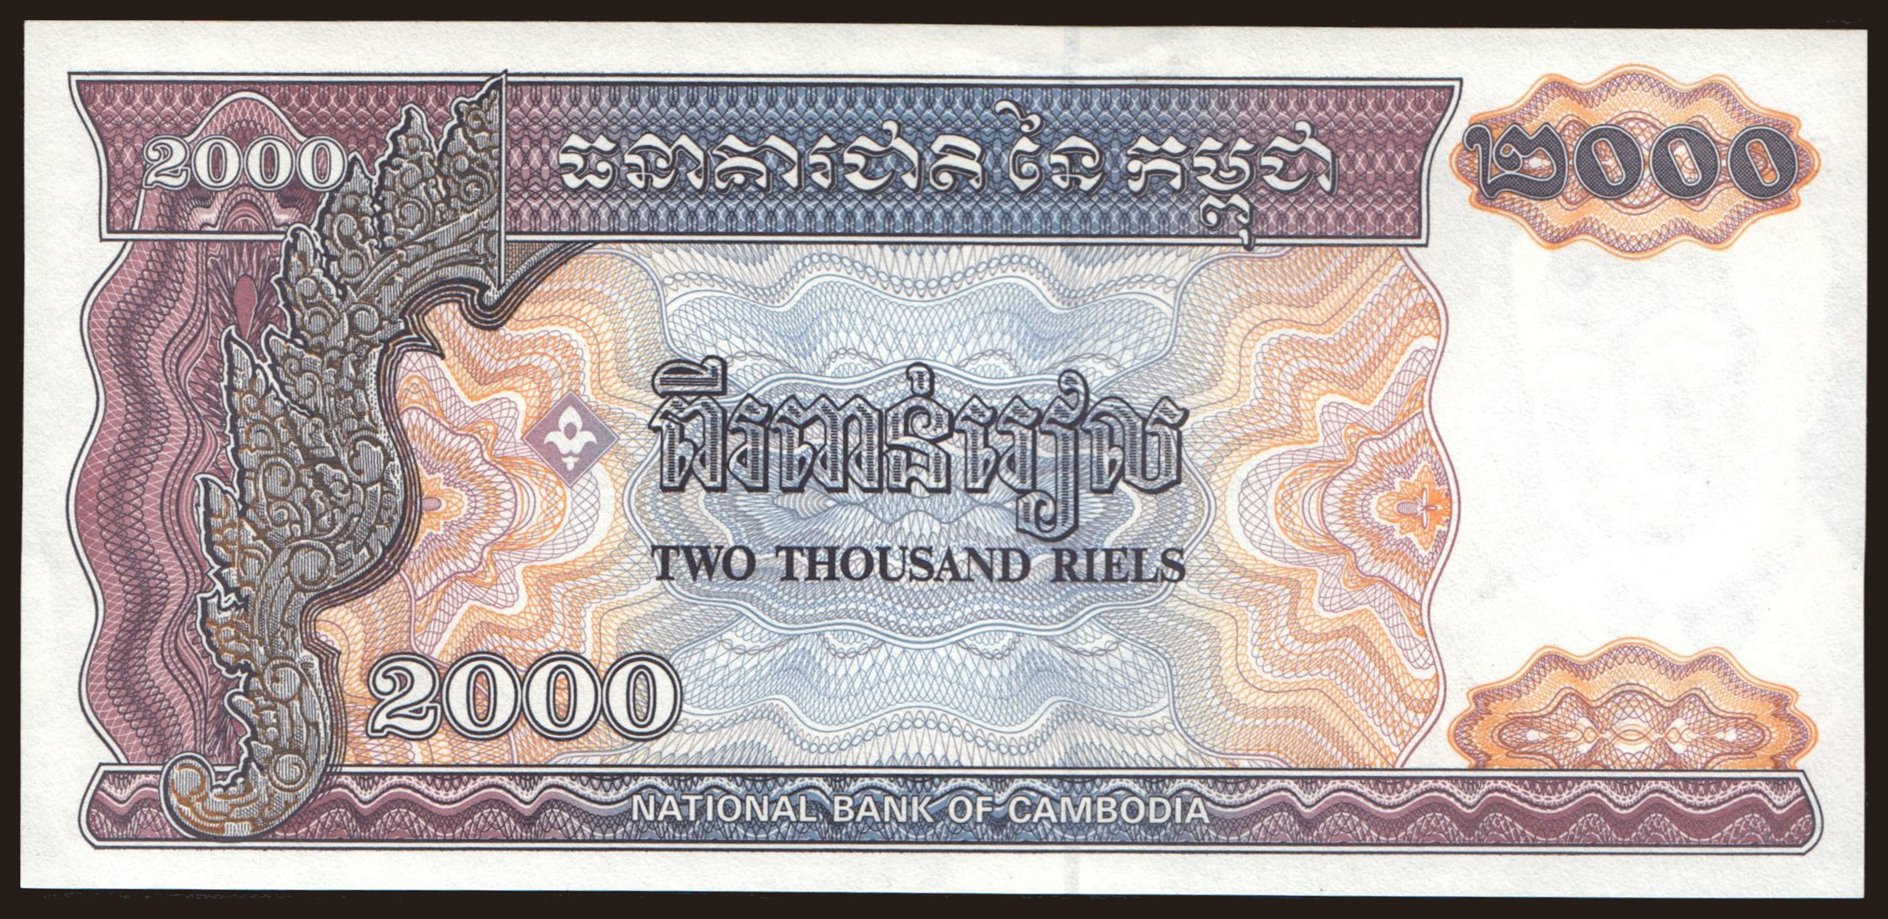 2000
ធនាគារជាតិ នៃ កម្ពុជា
២០០០
ពីរពាន់រៀល
TWO THOUSAND RIELS
2000
NATIONAL BANK OF CAMBODIA